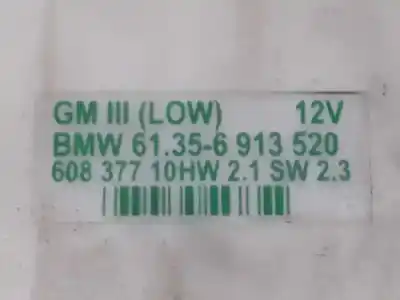 GM III (LOW) 12V
BMW 61.35-6 913 520
608 377 10HW 2.1 SW 2.3